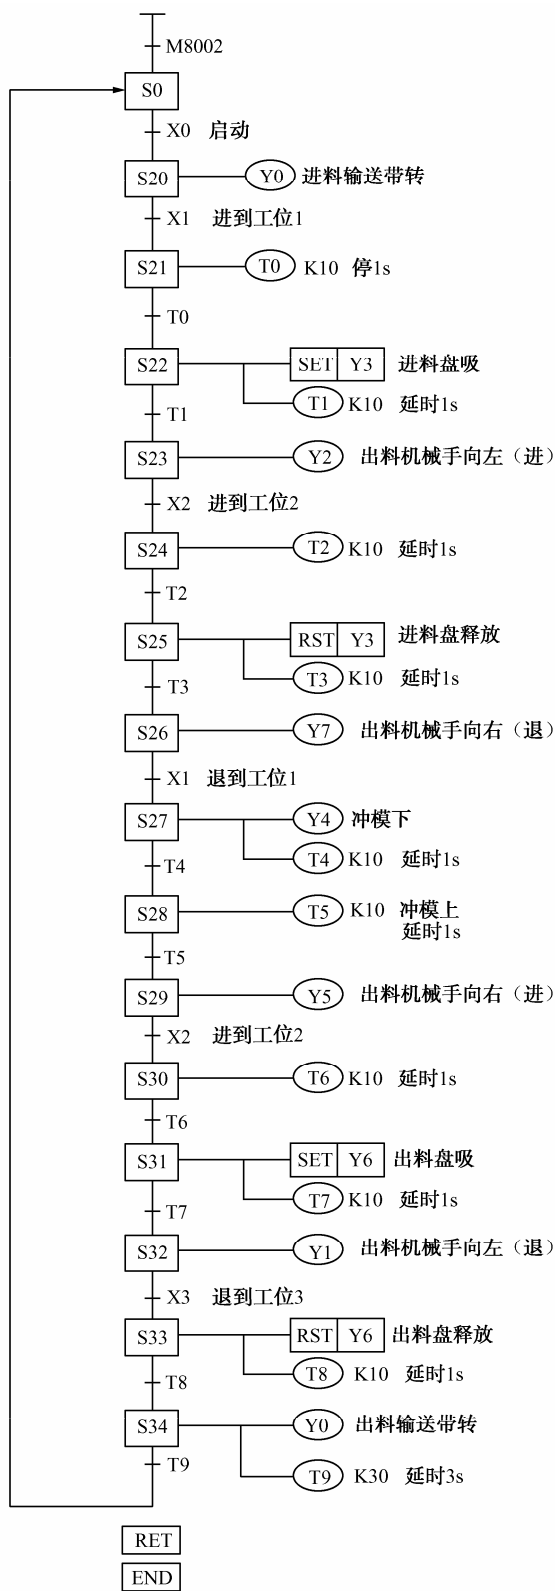 M8002
S0
X0 启动
S20 Y0 进料输送带转
X1 进到工位1
S21 T0 K10 停1s
T0
S22 SET Y3 进料盘吸
T1 K10 延时1s
T1
S23 Y2 出料机械手向左（进）
X2 进到工位2
S24 T2 K10 延时1s
T2
S25 RST Y3 进料盘释放
T3 K10 延时1s
T3
S26 Y7 出料机械手向右（退）
X1 退到工位1
S27 Y4 冲模下
T4 K10 延时1s
T4
S28 T5 K10 冲模上
延时1s
T5
S29 Y5 出料机械手向右（进）
X2 进到工位2
S30 T6 K10 延时1s
T6
S31 SET Y6 出料盘吸
T7 K10 延时1s
T7
S32 Y1 出料机械手向左（退）
X3 退到工位3
S33 RST Y6 出料盘释放
T8 K10 延时1s
T8
S34 Y0 出料输送带转
T9
T9 K30 延时3s
RET
END